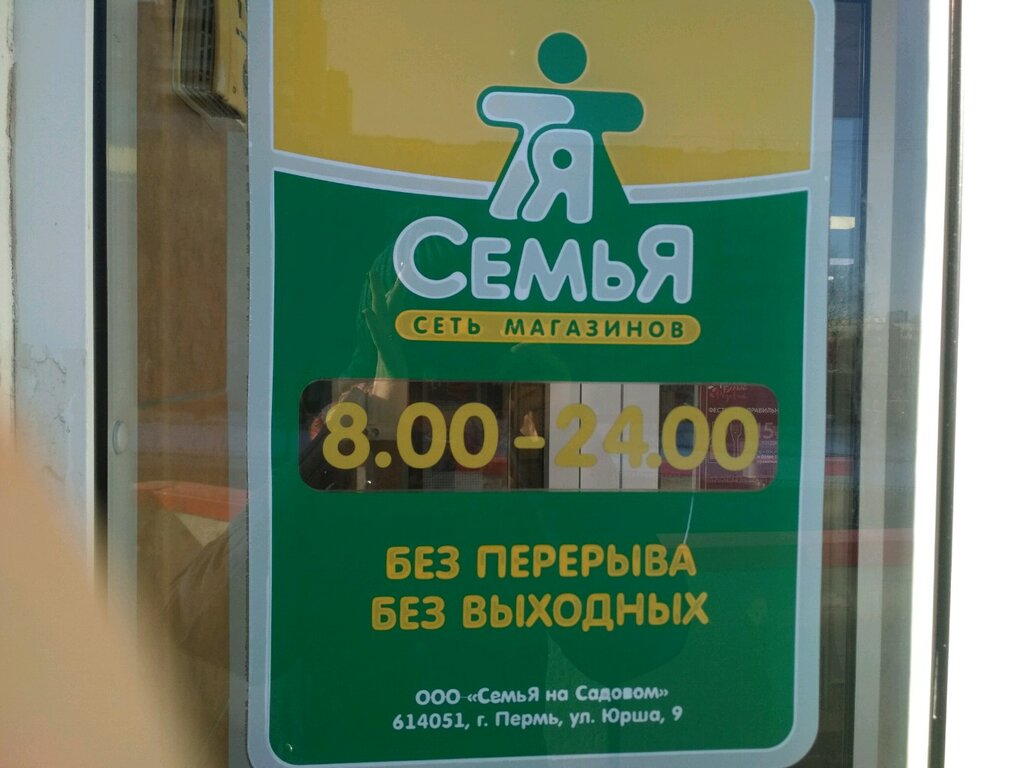 СемьЯ
СЕТЬ МАГАЗИНОВ
8.00-24.00
БЕЗ ПЕРЕРЫВА
БЕЗ ВЫХОДНЫХ
ООО «СемьЯ на Садовом»
614051, г. Пермь, ул. Юрша, 9